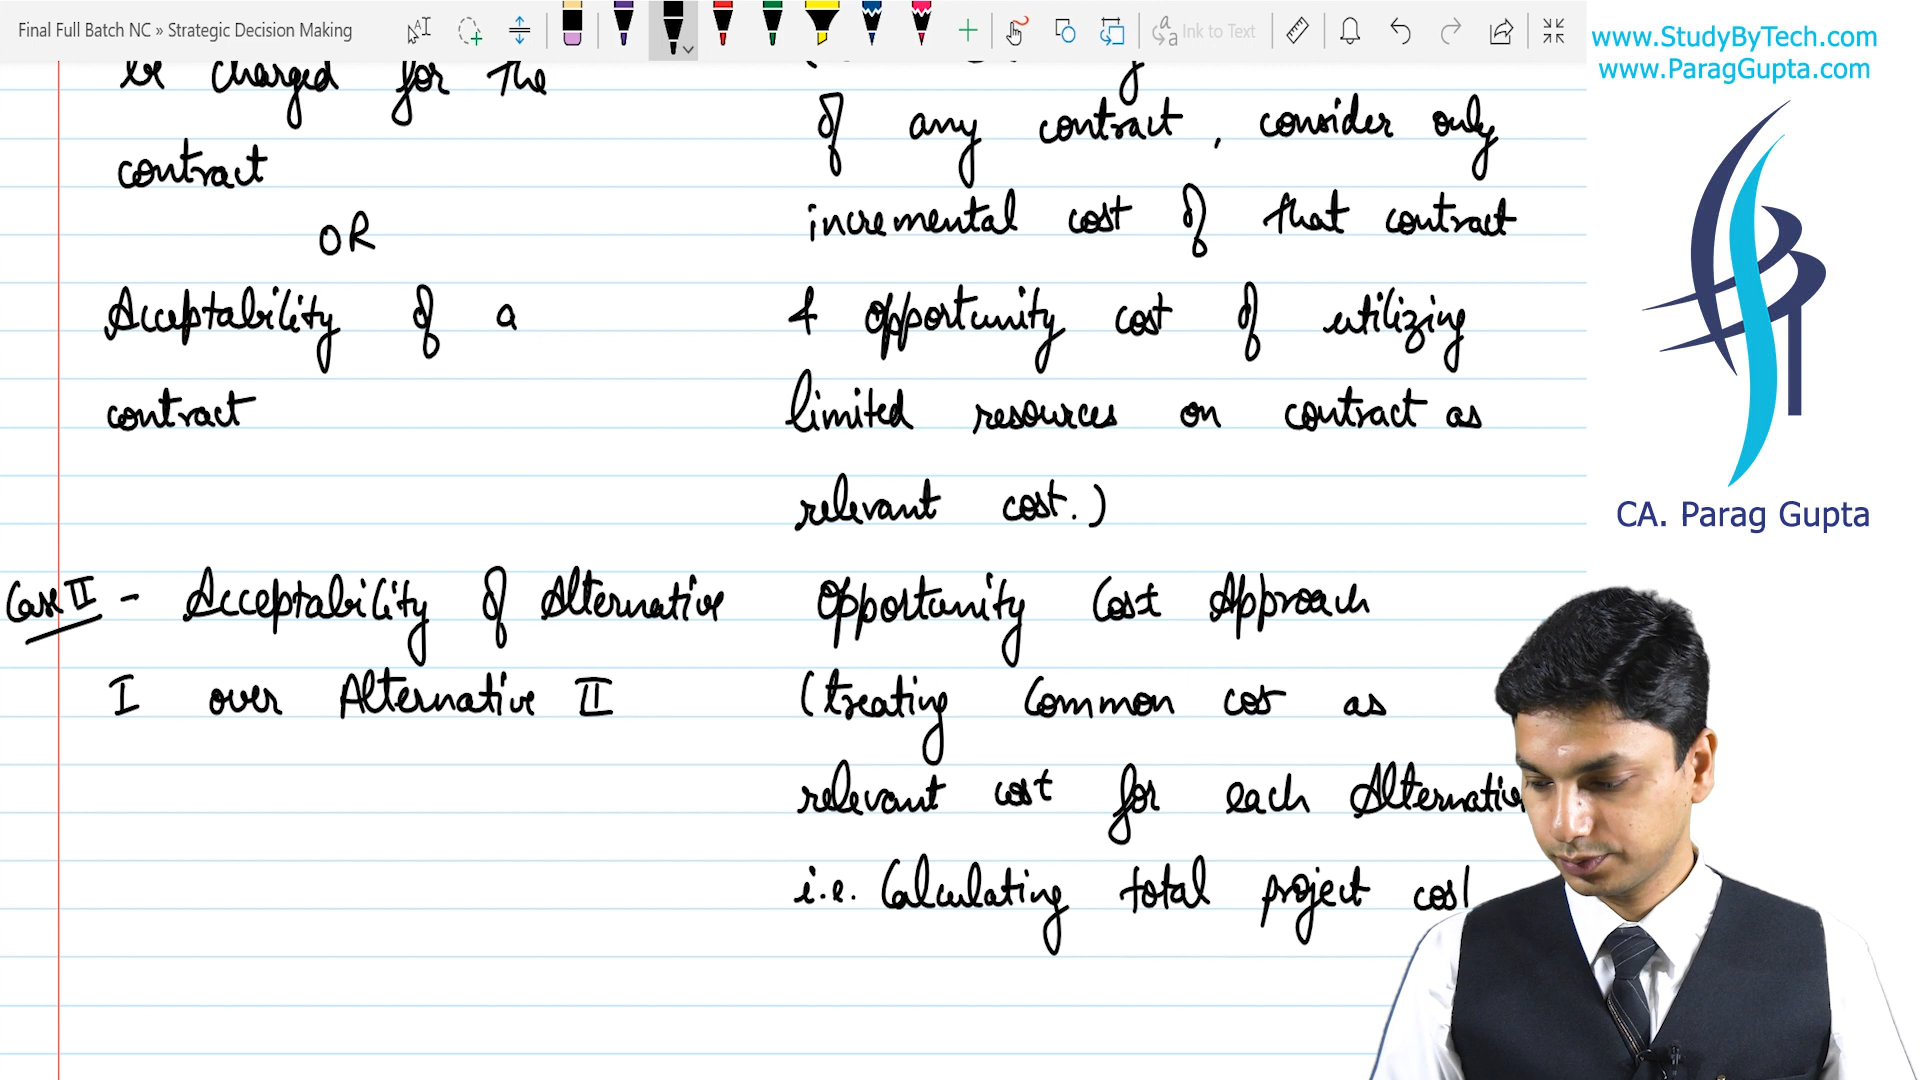 Final Full Batch NC » Strategic Decision Making
Ink to Text
be charged for the
contract
OR
Acceptability of a
contract
of any contract, consider only
incremental cost of that contract
& opportunity cost of utilizing
limited resources on contract as
relevant cost.)
Case II - Acceptability of Alternative
I over Alternative II
Opportunity Cost Approach
(treating Common cost as
relevant cost for each Alternative
i.e. Calculating total project cost
www.StudyByTech.com
www.ParagGupta.com
CA. Parag Gupta